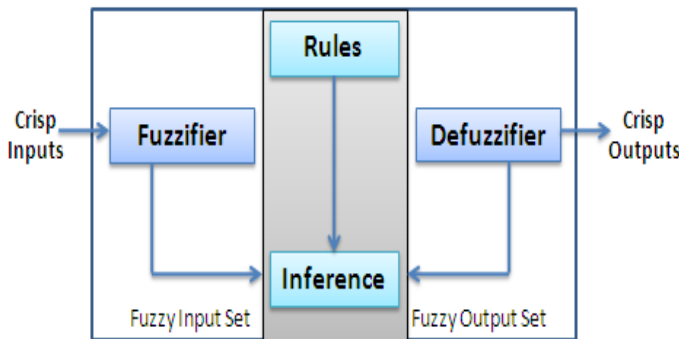 Rules
Crisp
Inputs
Fuzzifier
Defuzzifier
Crisp
Outputs
Inference
Fuzzy Input Set
Fuzzy Output Set